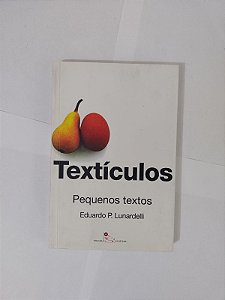 Textículos
Pequenos textos
Eduardo P. Lunardelli